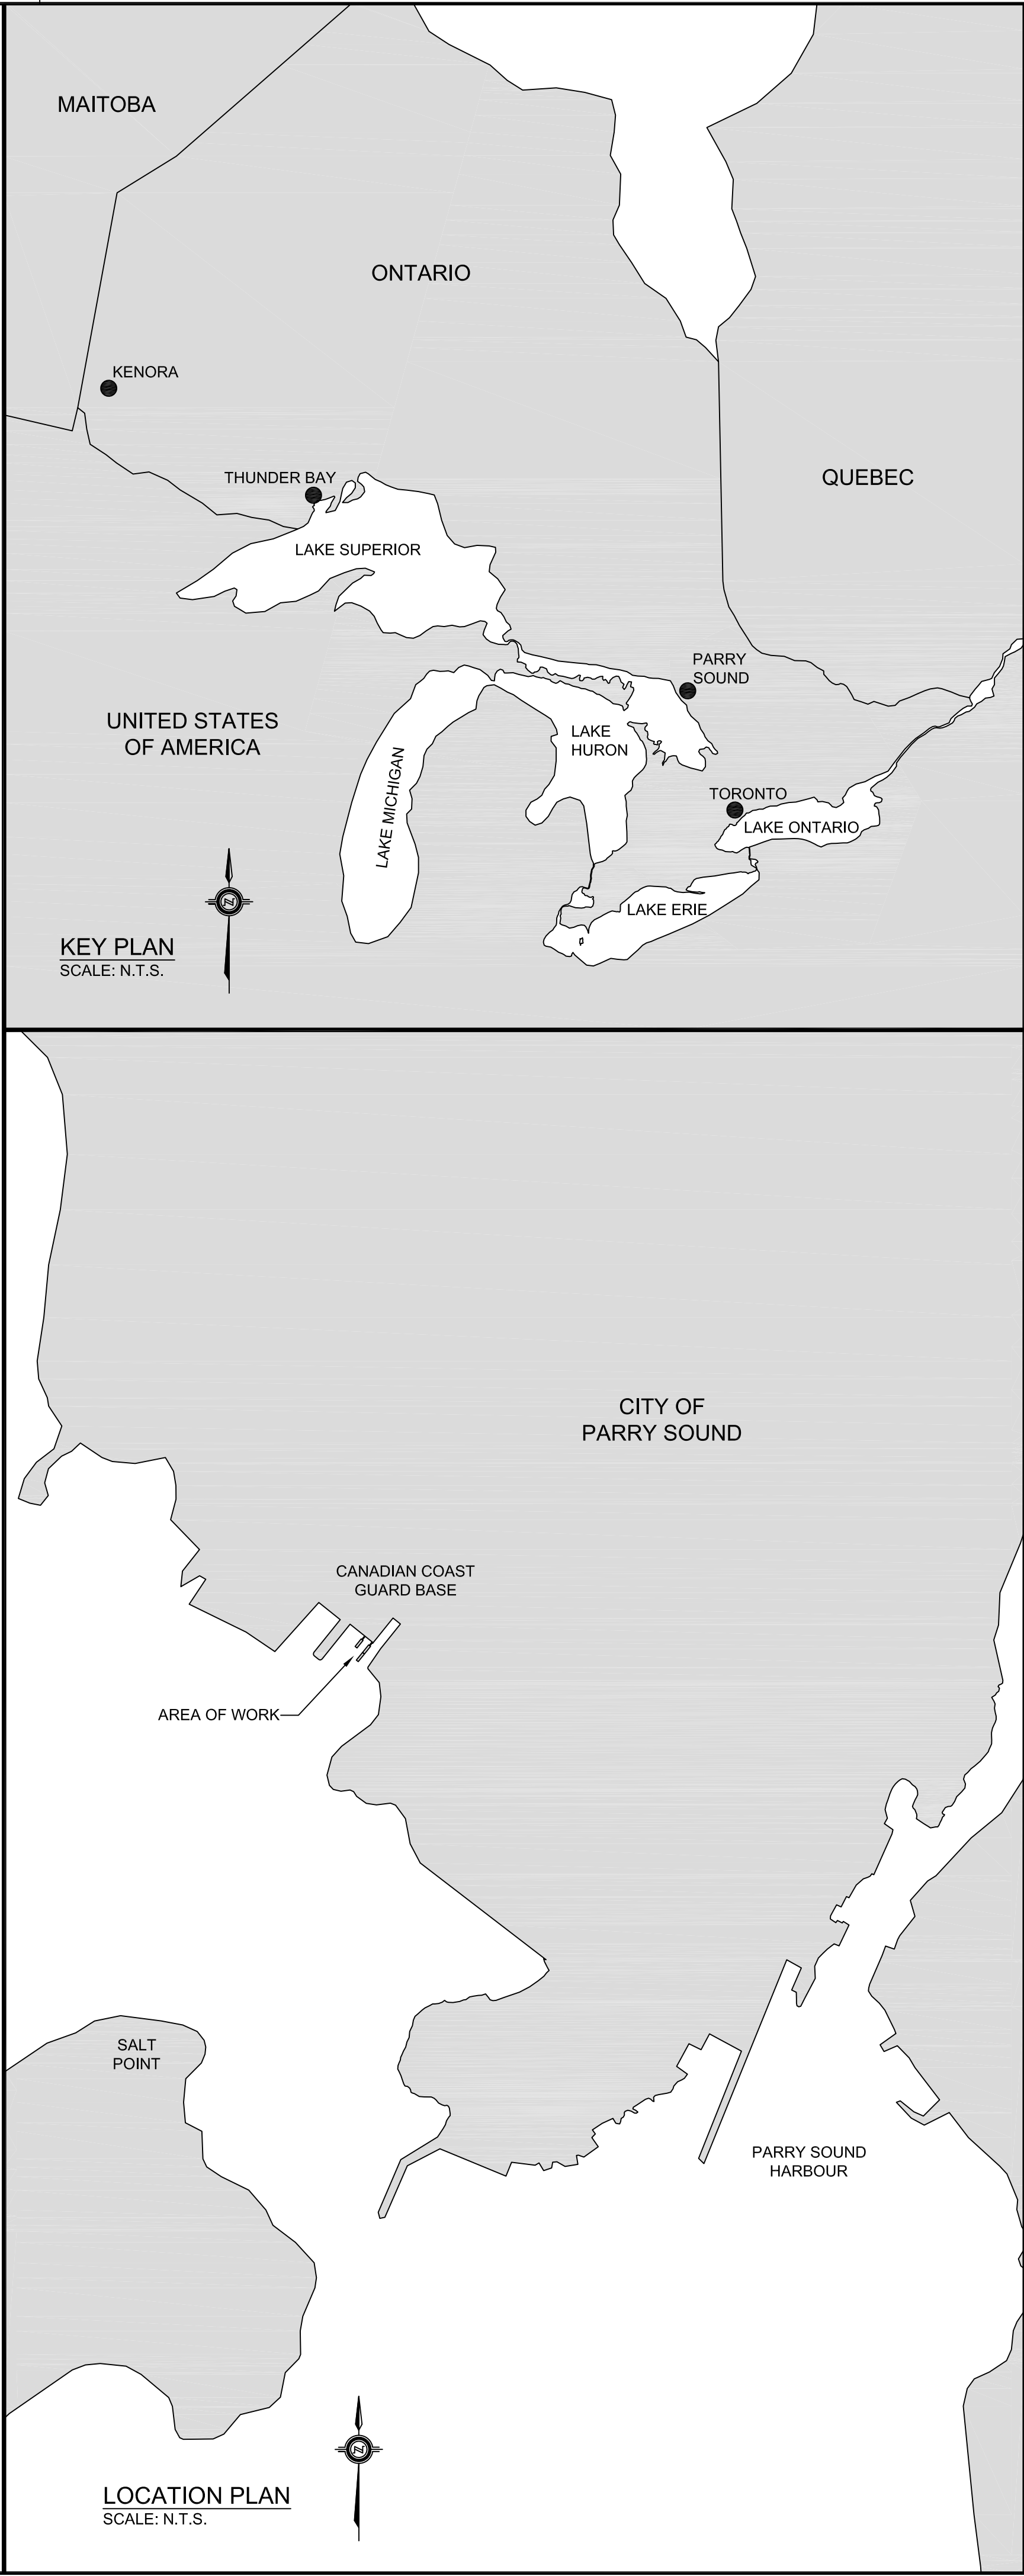 MAITOBA
ONTARIO
KENORA
THUNDER BAY
QUEBEC
LAKE SUPERIOR
PARRY
SOUND
UNITED STATES
OF AMERICA
LAKE
HURON
LAKE MICHIGAN
TORONTO
LAKE ONTARIO
LAKE ERIE
N
KEY PLAN
SCALE: N.T.S.
CITY OF
PARRY SOUND
CANADIAN COAST
GUARD BASE
AREA OF WORK
SALT
POINT
PARRY SOUND
HARBOUR
N
LOCATION PLAN
SCALE: N.T.S.